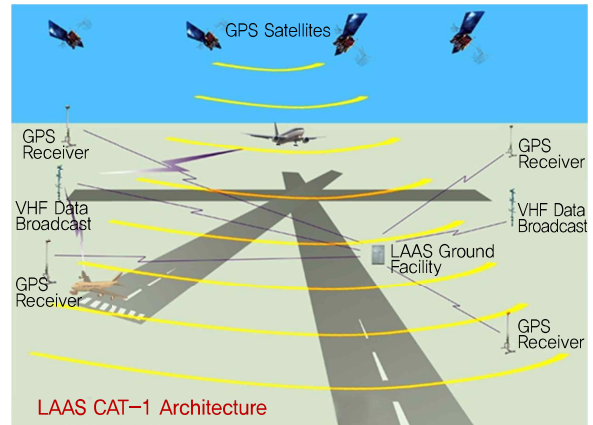 GPS Satellites
GPS
Receiver
GPS
Receiver
VHF Data
Broadcast
VHF Data
Broadcast
LAAS Ground
Facility
GPS
Receiver
GPS
Receiver
LAAS CAT-1 Architecture